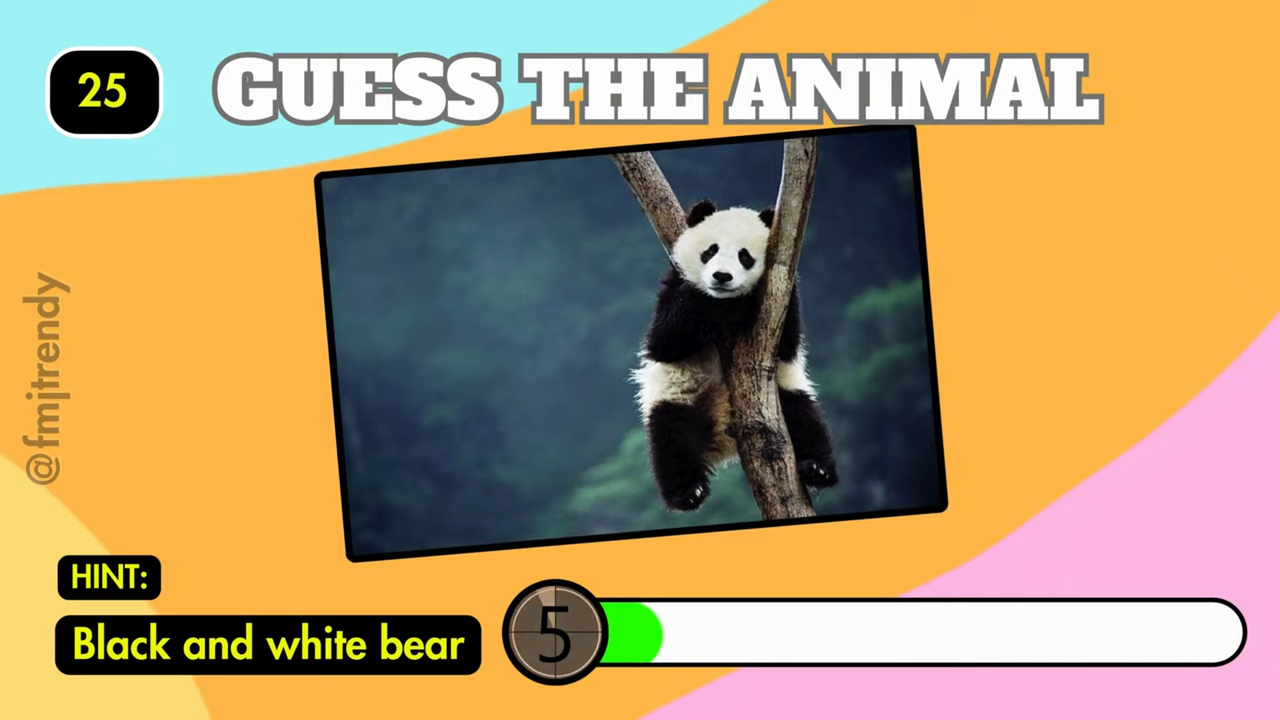 25
GUESS THE ANIMAL
@fmjtrendy
HINT:
Black and white bear
5